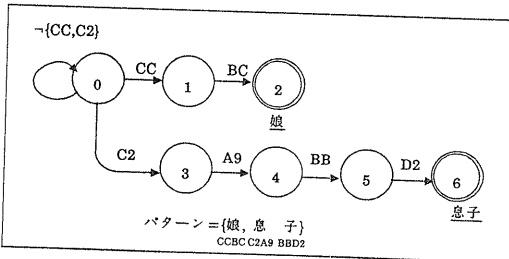 ¬{CC,C2}
0 CC 1 BC 2
娘
C2 3 A9 4 BB 5 D2 6
息子
パターン={娘, 息 子}
CCBC C2A9 BBD2